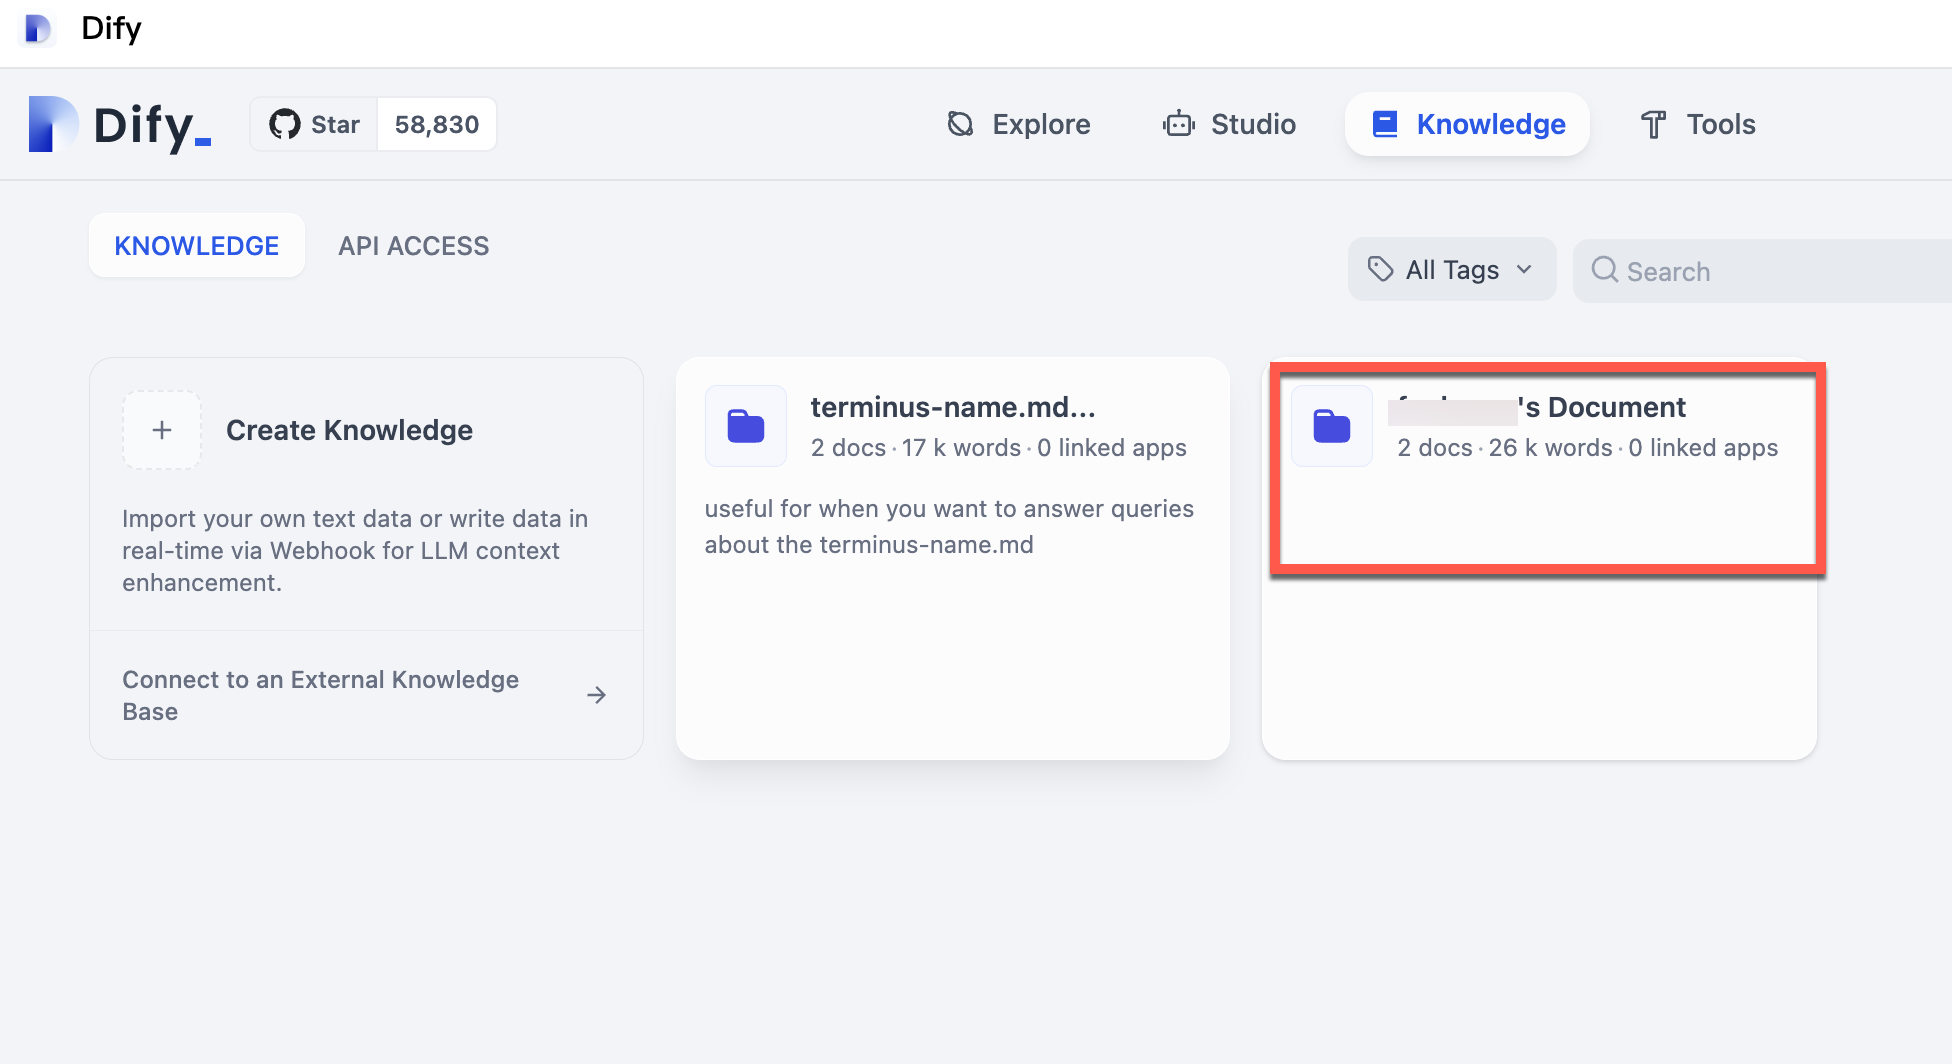 Dify
Dify_
Star
58,830
Explore
Studio
Knowledge
Tools
KNOWLEDGE
API ACCESS
All Tags
Search
Create Knowledge
Import your own text data or write data in
real-time via Webhook for LLM context
enhancement.
Connect to an External Knowledge
Base
terminus-name.md...
2 docs · 17 k words · 0 linked apps
useful for when you want to answer queries
about the terminus-name.md
's Document
2 docs · 26 k words · 0 linked apps